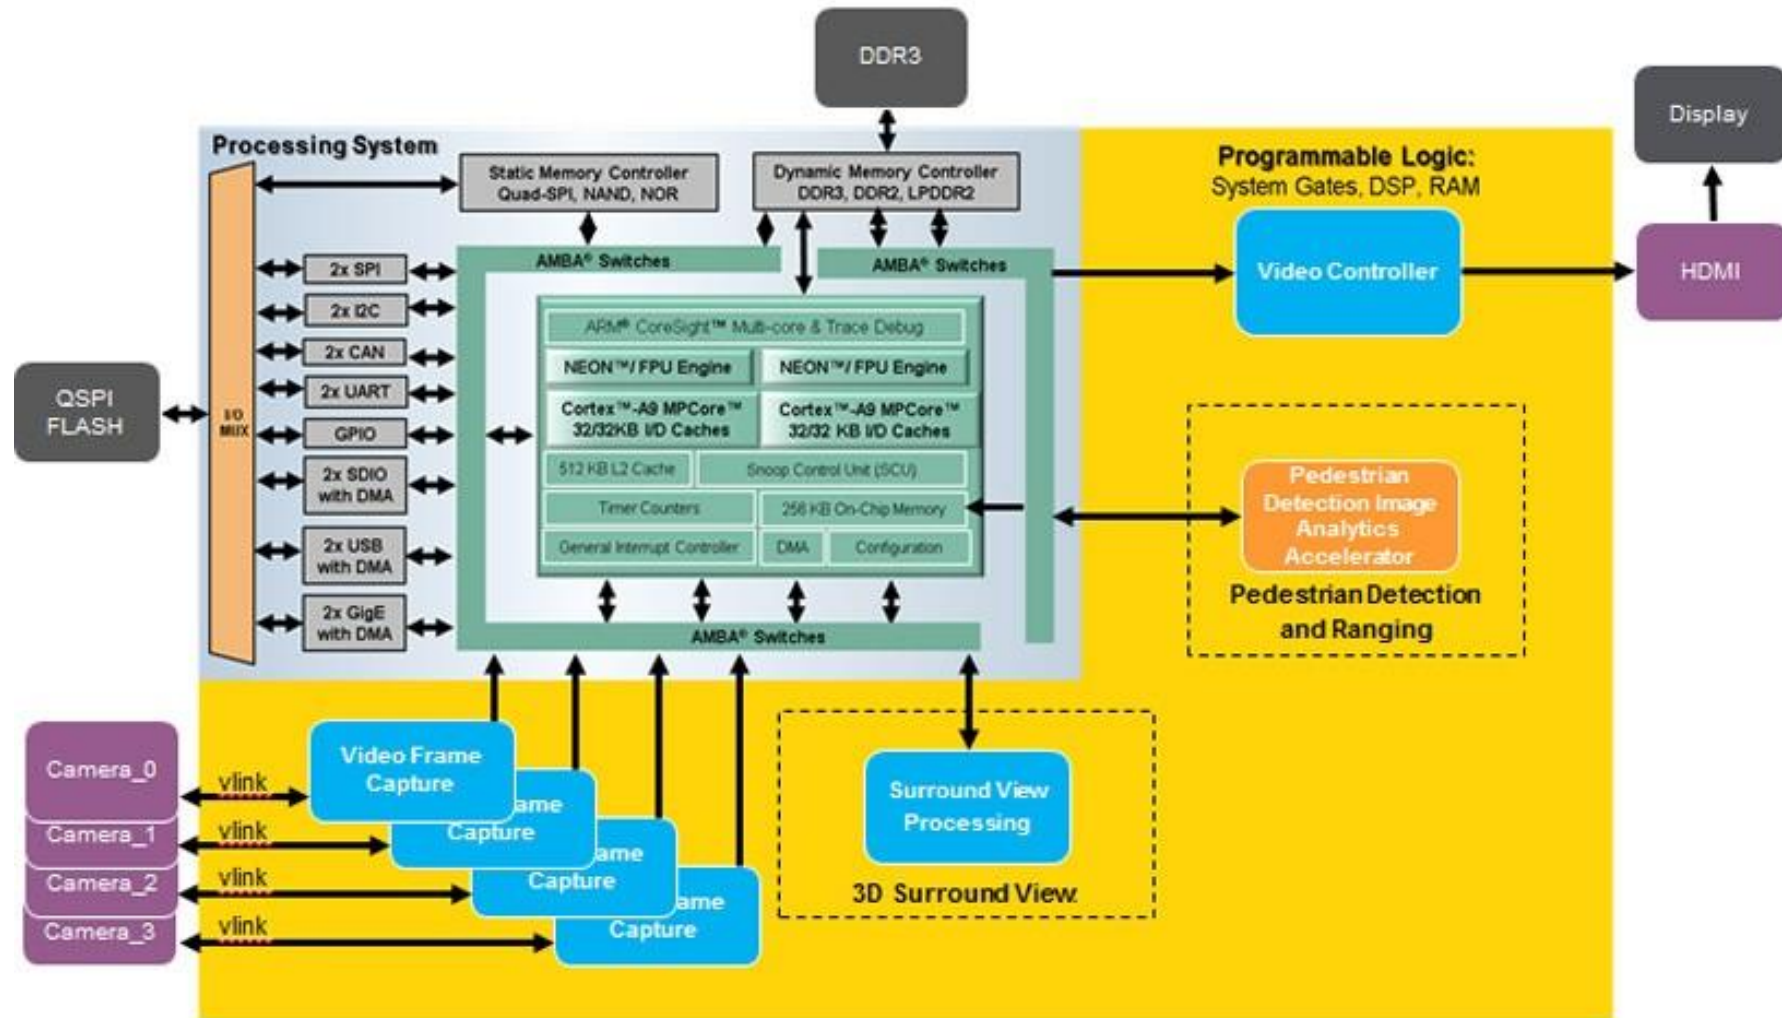 DDR3
Display
Processing System
Static Memory Controller
Quad-SPI, NAND, NOR
Dynamic Memory Controller
DDR3, DDR2, LPDDR2
Programmable Logic:
System Gates, DSP, RAM
AMBA® Switches
AMBA® Switches
Video Controller
HDMI
2x SPI
2x I2C
2x CAN
2x UART
GPIO
2x SDIO
with DMA
2x USB
with DMA
2x GigE
with DMA
I/O
MUX
QSPI
FLASH
ARM® CoreSight™ Multi-core & Trace Debug
NEON™/ FPU Engine
NEON™/ FPU Engine
Cortex™-A9 MPCore™
32/32KB I/D Caches
Cortex™-A9 MPCore™
32/32 KB I/D Caches
512 KB L2 Cache
Snoop Control Unit (SCU)
Timer Counters
256 KB On-Chip Memory
General Interrupt Controller
DMA
Configuration
AMBA® Switches
Pedestrian
Detection Image
Analytics
Accelerator
Pedestrian Detection
and Ranging
Camera_0
vlink
Video Frame
Capture
Camera_1
vlink
ame
Capture
Camera_2
vlink
ame
Capture
Camera_3
vlink
ame
Capture
Surround View
Processing
3D Surround View